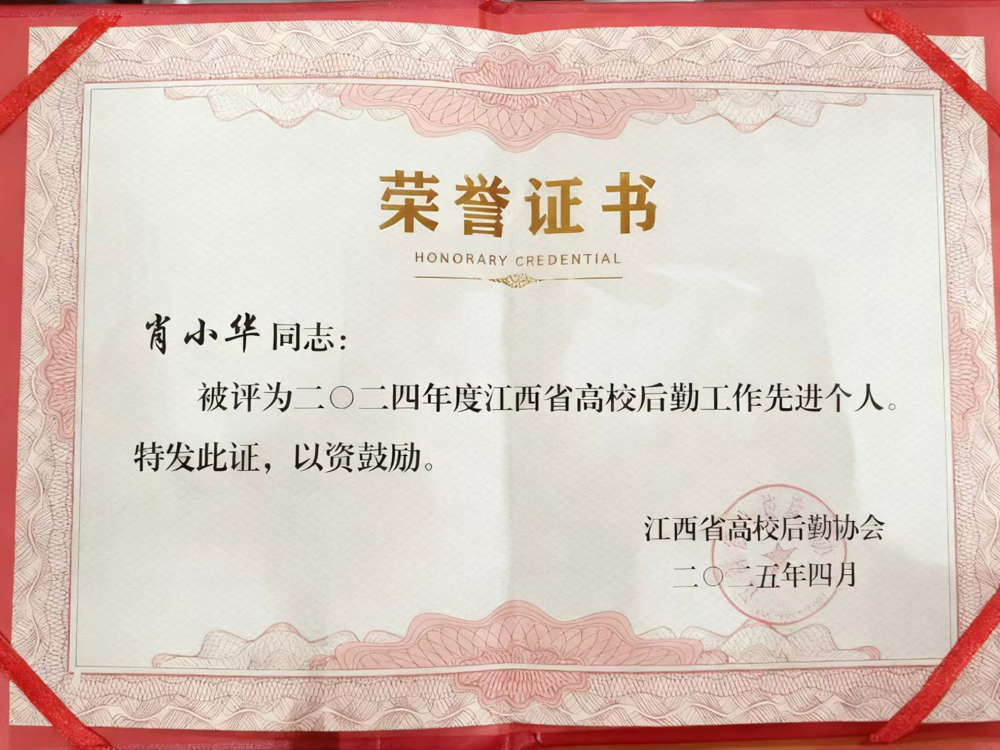 荣誉证书
HONORARY CREDENTIAL
肖小华同志：
被评为二〇二四年度江西省高校后勤工作先进个人。
特发此证，以资鼓励。
江西省高校后勤协会
二〇二五年四月